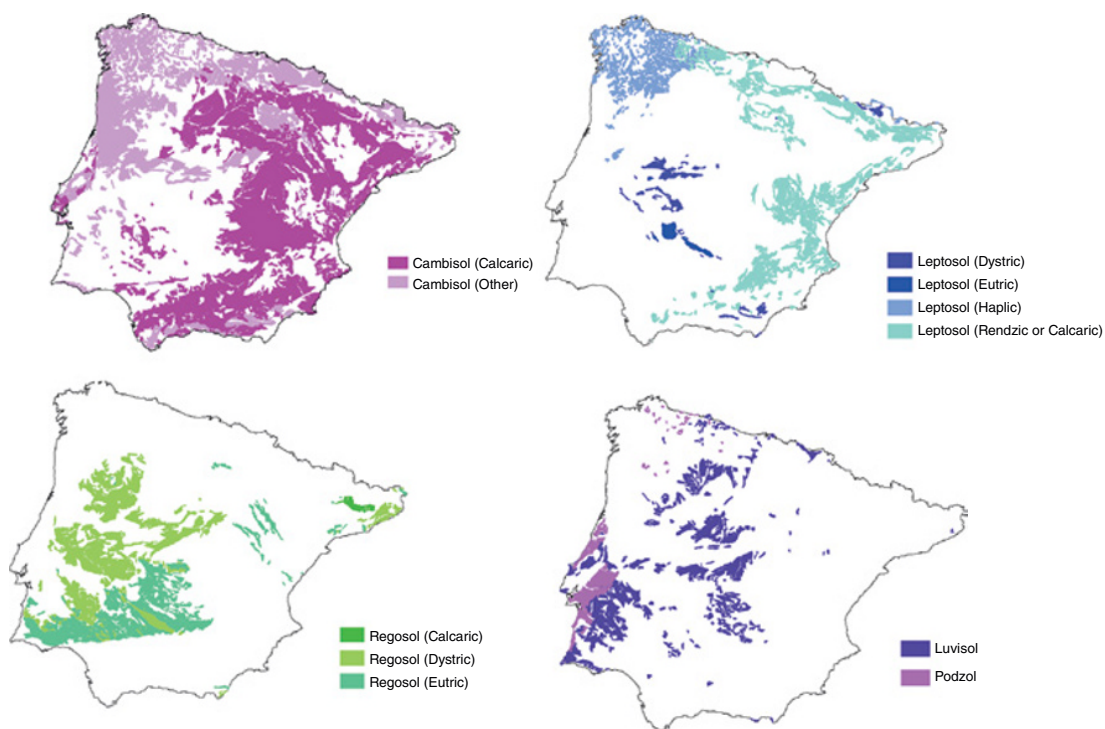 Cambisol (Calcaric)
Cambisol (Other)
Leptosol (Dystric)
Leptosol (Eutric)
Leptosol (Haplic)
Leptosol (Rendzic or Calcaric)
Regosol (Calcaric)
Regosol (Dystric)
Regosol (Eutric)
Luvisol
Podzol